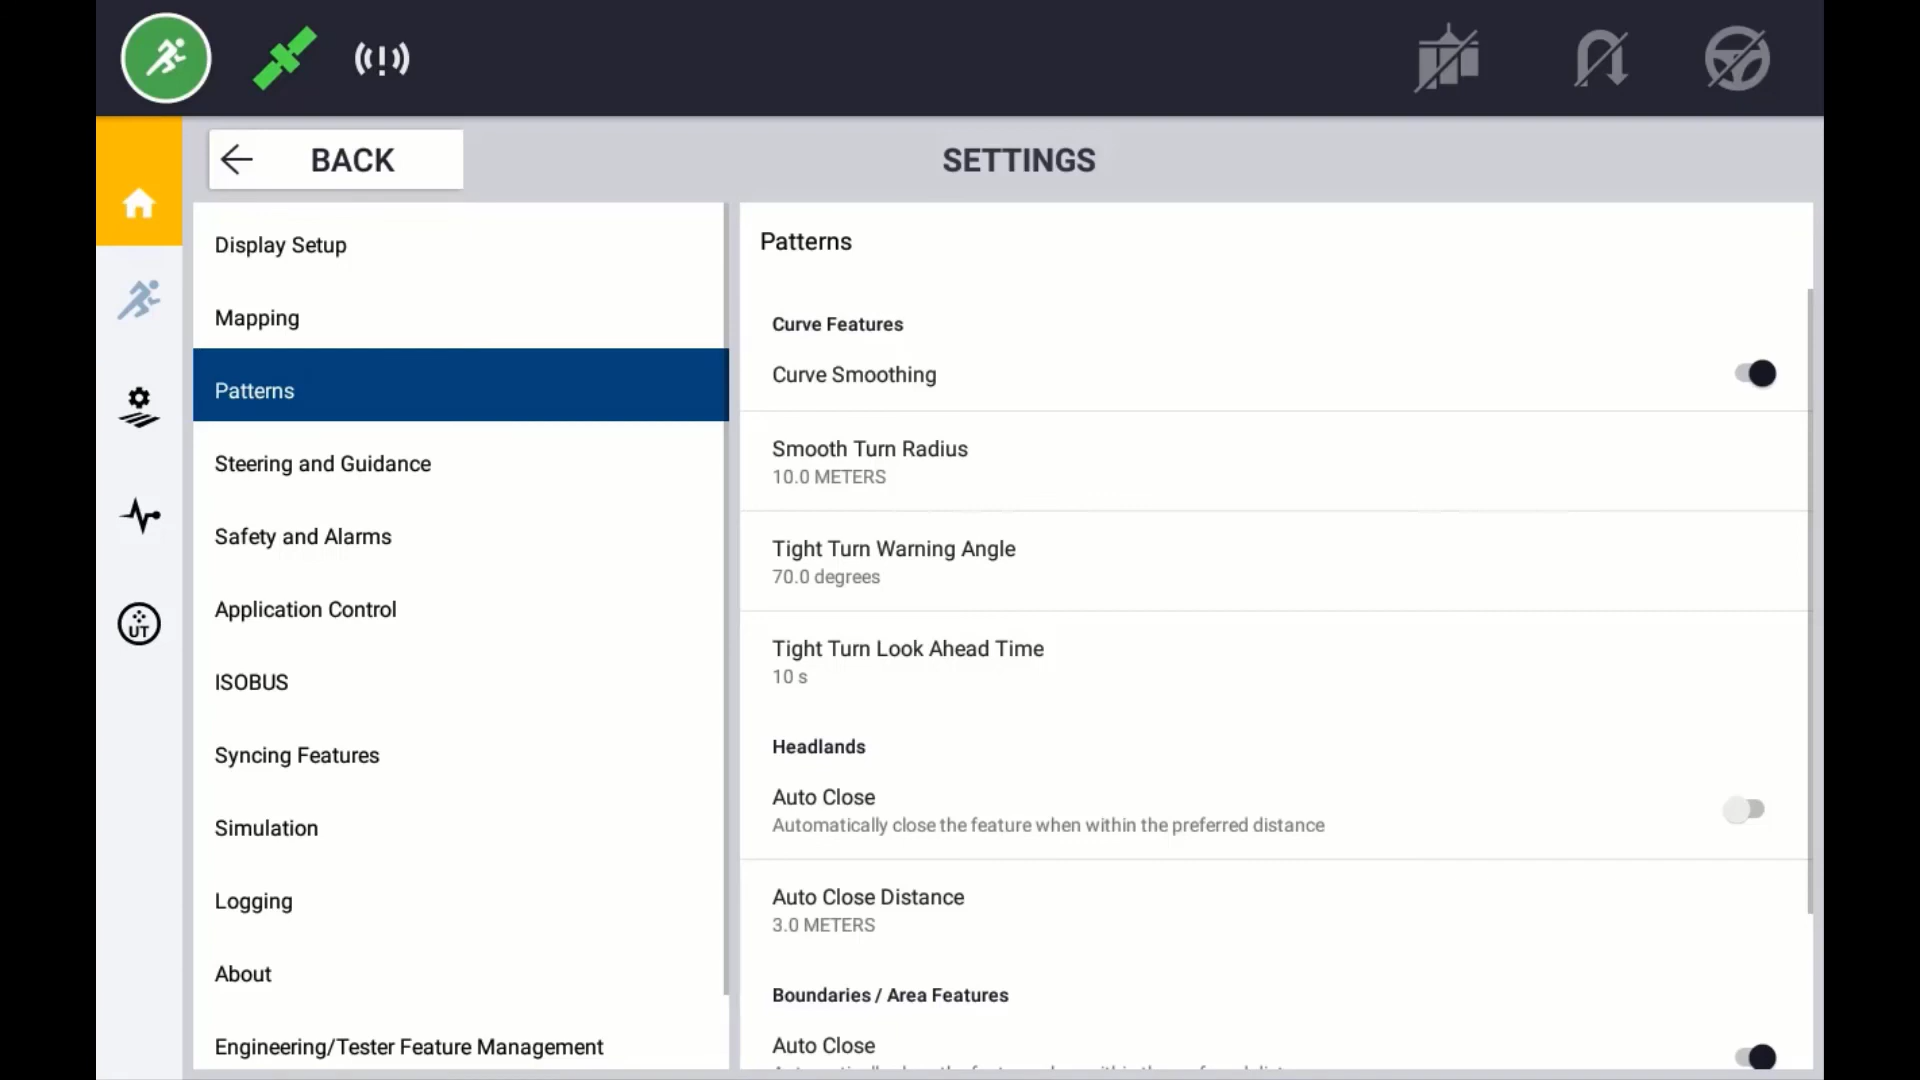 BACK
SETTINGS
Display Setup
Mapping
Patterns
Steering and Guidance
Safety and Alarms
Application Control
ISOBUS
Syncing Features
Simulation
Logging
About
Engineering/Tester Feature Management
UT
Patterns
Curve Features
Curve Smoothing
Smooth Turn Radius
10.0 METERS
Tight Turn Warning Angle
70.0 degrees
Tight Turn Look Ahead Time
10 s
Headlands
Auto Close
Automatically close the feature when within the preferred distance
Auto Close Distance
3.0 METERS
Boundaries / Area Features
Auto Close